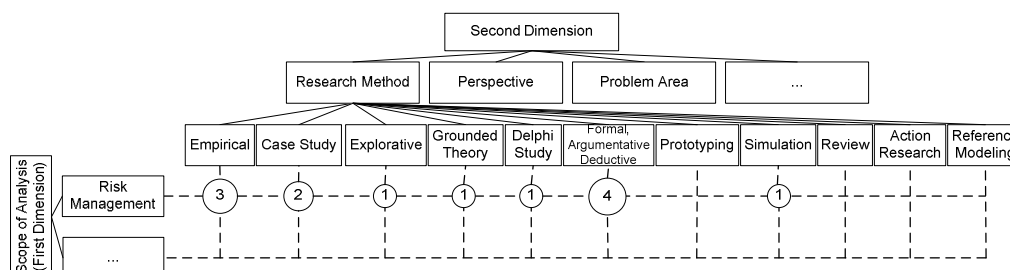 Second Dimension
Research Method
Perspective
Problem Area
...
Empirical
Case Study
Explorative
Grounded
Theory
Delphi
Study
Formal,
Argumentative
Deductive
Prototyping
Simulation
Review
Action
Research
Reference
Modeling
Scope of Analysis
(First Dimension)
Risk
Management
3
2
1
1
1
4
1
...